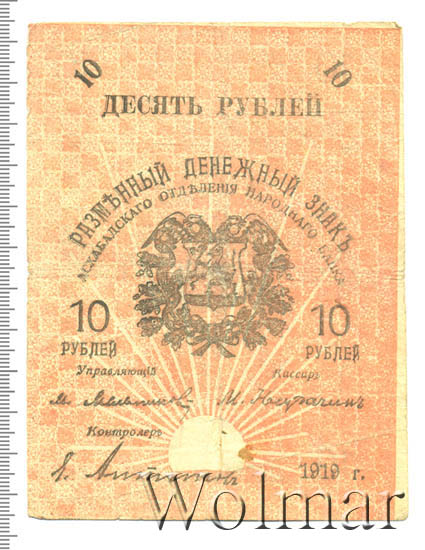 10 10
ДЕСЯТЬ РУБЛЕЙ
РАЗМѢННЫЙ ДЕНЕЖНЫЙ ЗНАКЪ
АСХАБАДСКАГО ОТДѢЛЕНІЯ НАРОДНАГО БАНКА
10 10
РУБЛЕЙ РУБЛЕЙ
Управляющій Кассиръ
М.
Контролеръ
1919 г.
Wolmar